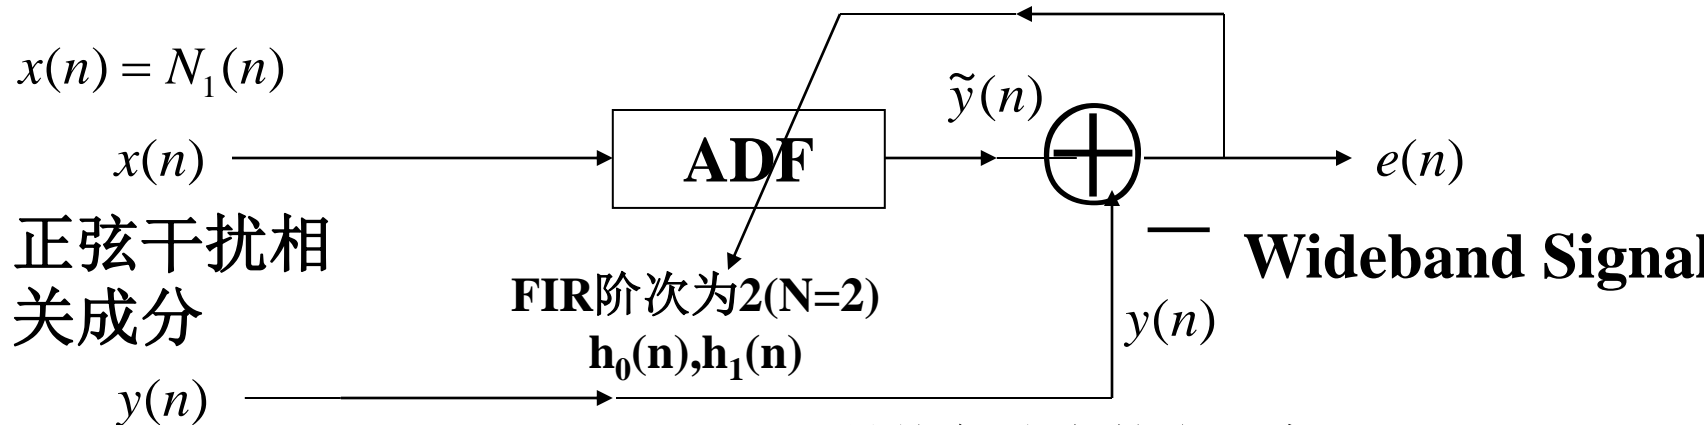 x(n) = N₁(n)
ỹ(n)
x(n)
ADF
e(n)
正弦干扰相
关成分
Wideband Signal
FIR阶次为2(N=2)
h₀(n),h₁(n)
y(n)
y(n)